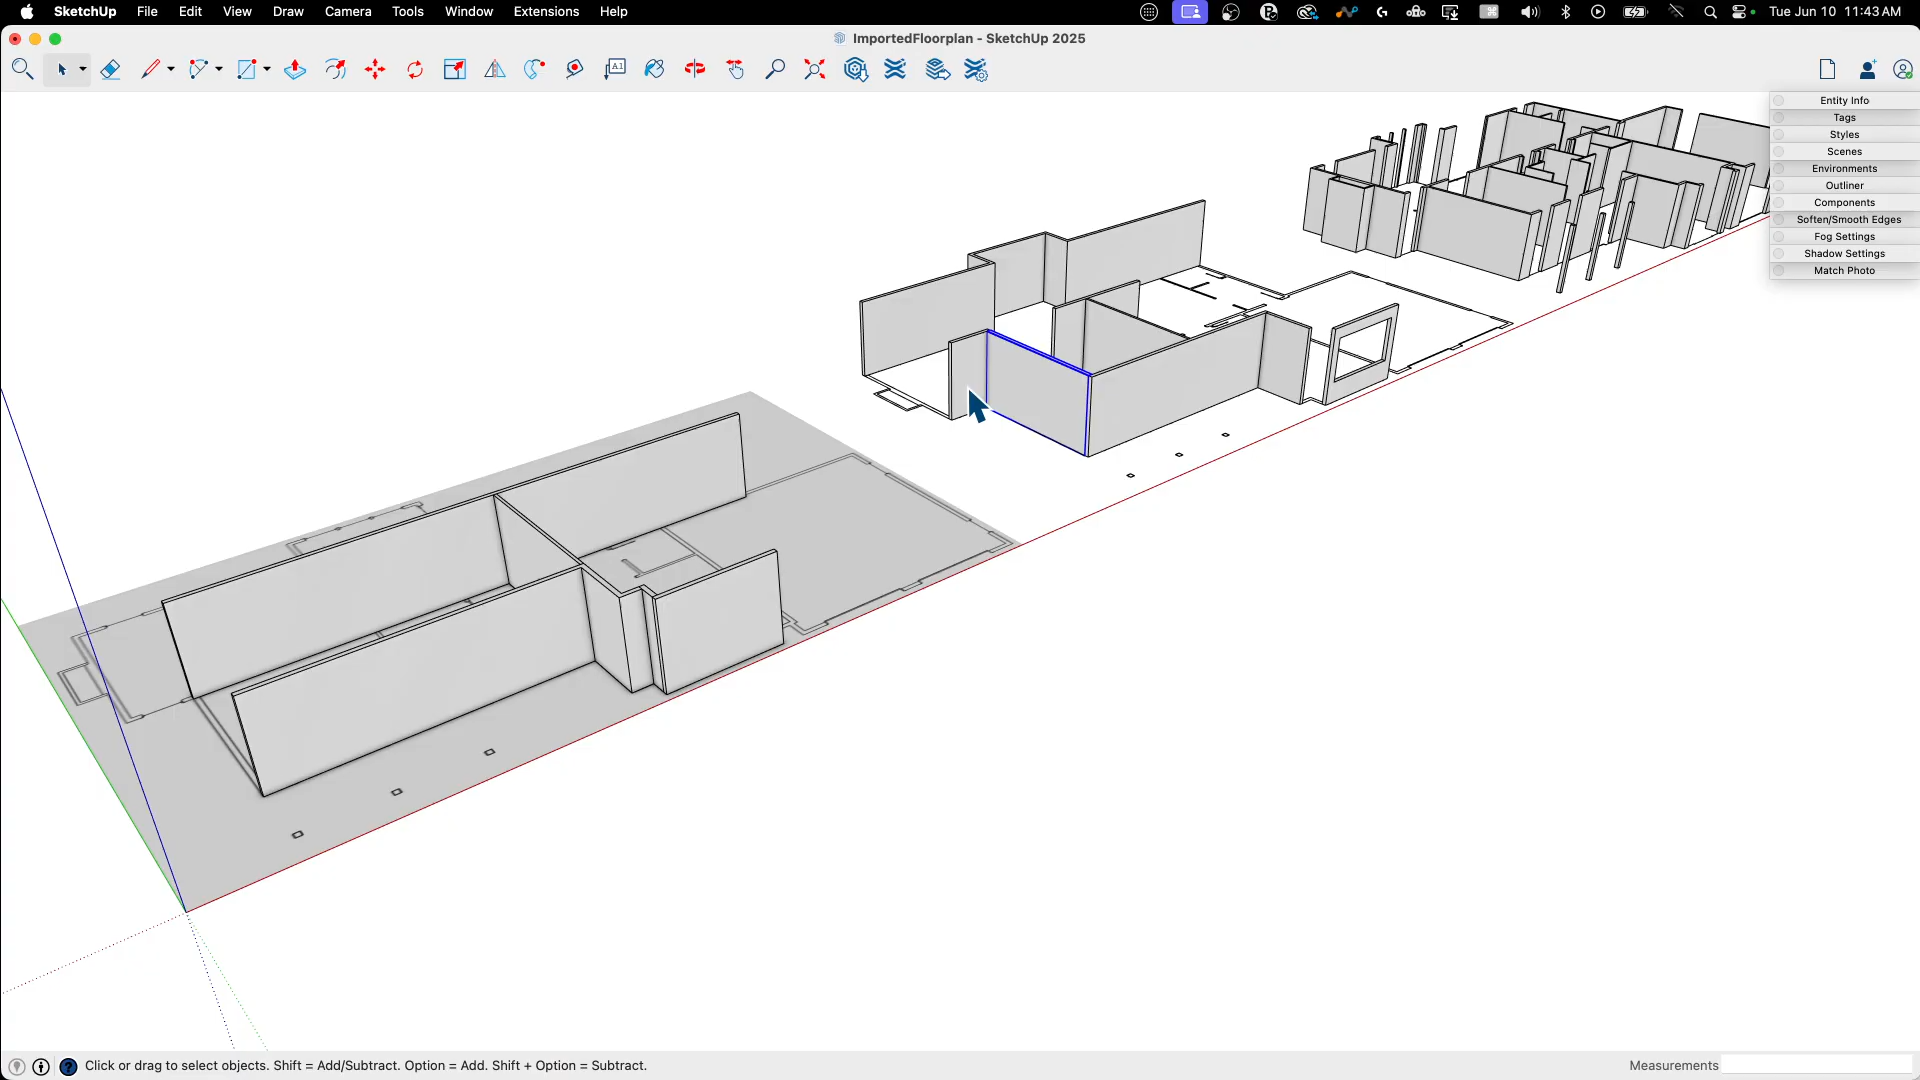 SketchUp File Edit View Draw Camera Tools Window Extensions Help Tue Jun 10 11:43 AM
ImportedFloorplan - SketchUp 2025
A1
Entity Info
Tags
Styles
Scenes
Environments
Outliner
Components
Soften/Smooth Edges
Fog Settings
Shadow Settings
Match Photo
Click or drag to select objects. Shift = Add/Subtract. Option = Add. Shift + Option = Subtract.
Measurements